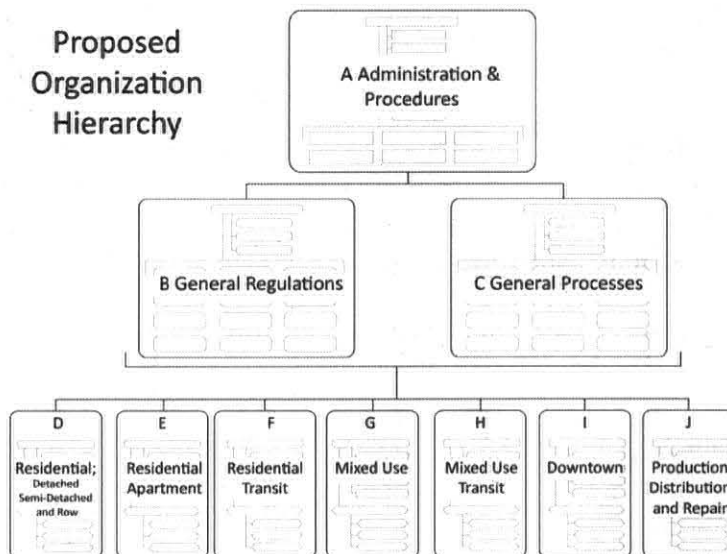 Proposed
Organization
Hierarchy
A Administration &
Procedures
B General Regulations
C General Processes
D
Residential;
Detached
Semi-Detached
and Row
E
Residential
Apartment
F
Residential
Transit
G
Mixed Use
H
Mixed Use
Transit
I
Downtown
J
Production
Distribution
and Repair